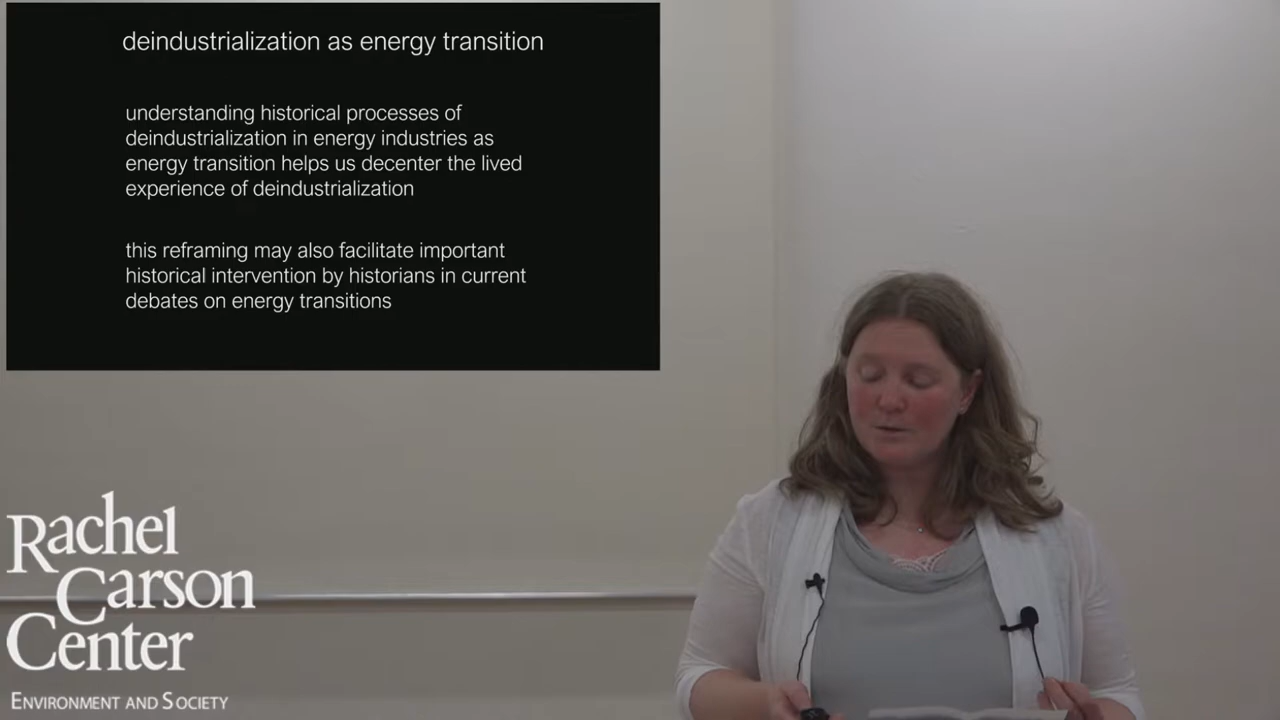 deindustrialization as energy transition
understanding historical processes of
deindustrialization in energy industries as
energy transition helps us decenter the lived
experience of deindustrialization
this reframing may also facilitate important
historical intervention by historians in current
debates on energy transitions
Rachel
Carson
Center
ENVIRONMENT AND SOCIETY